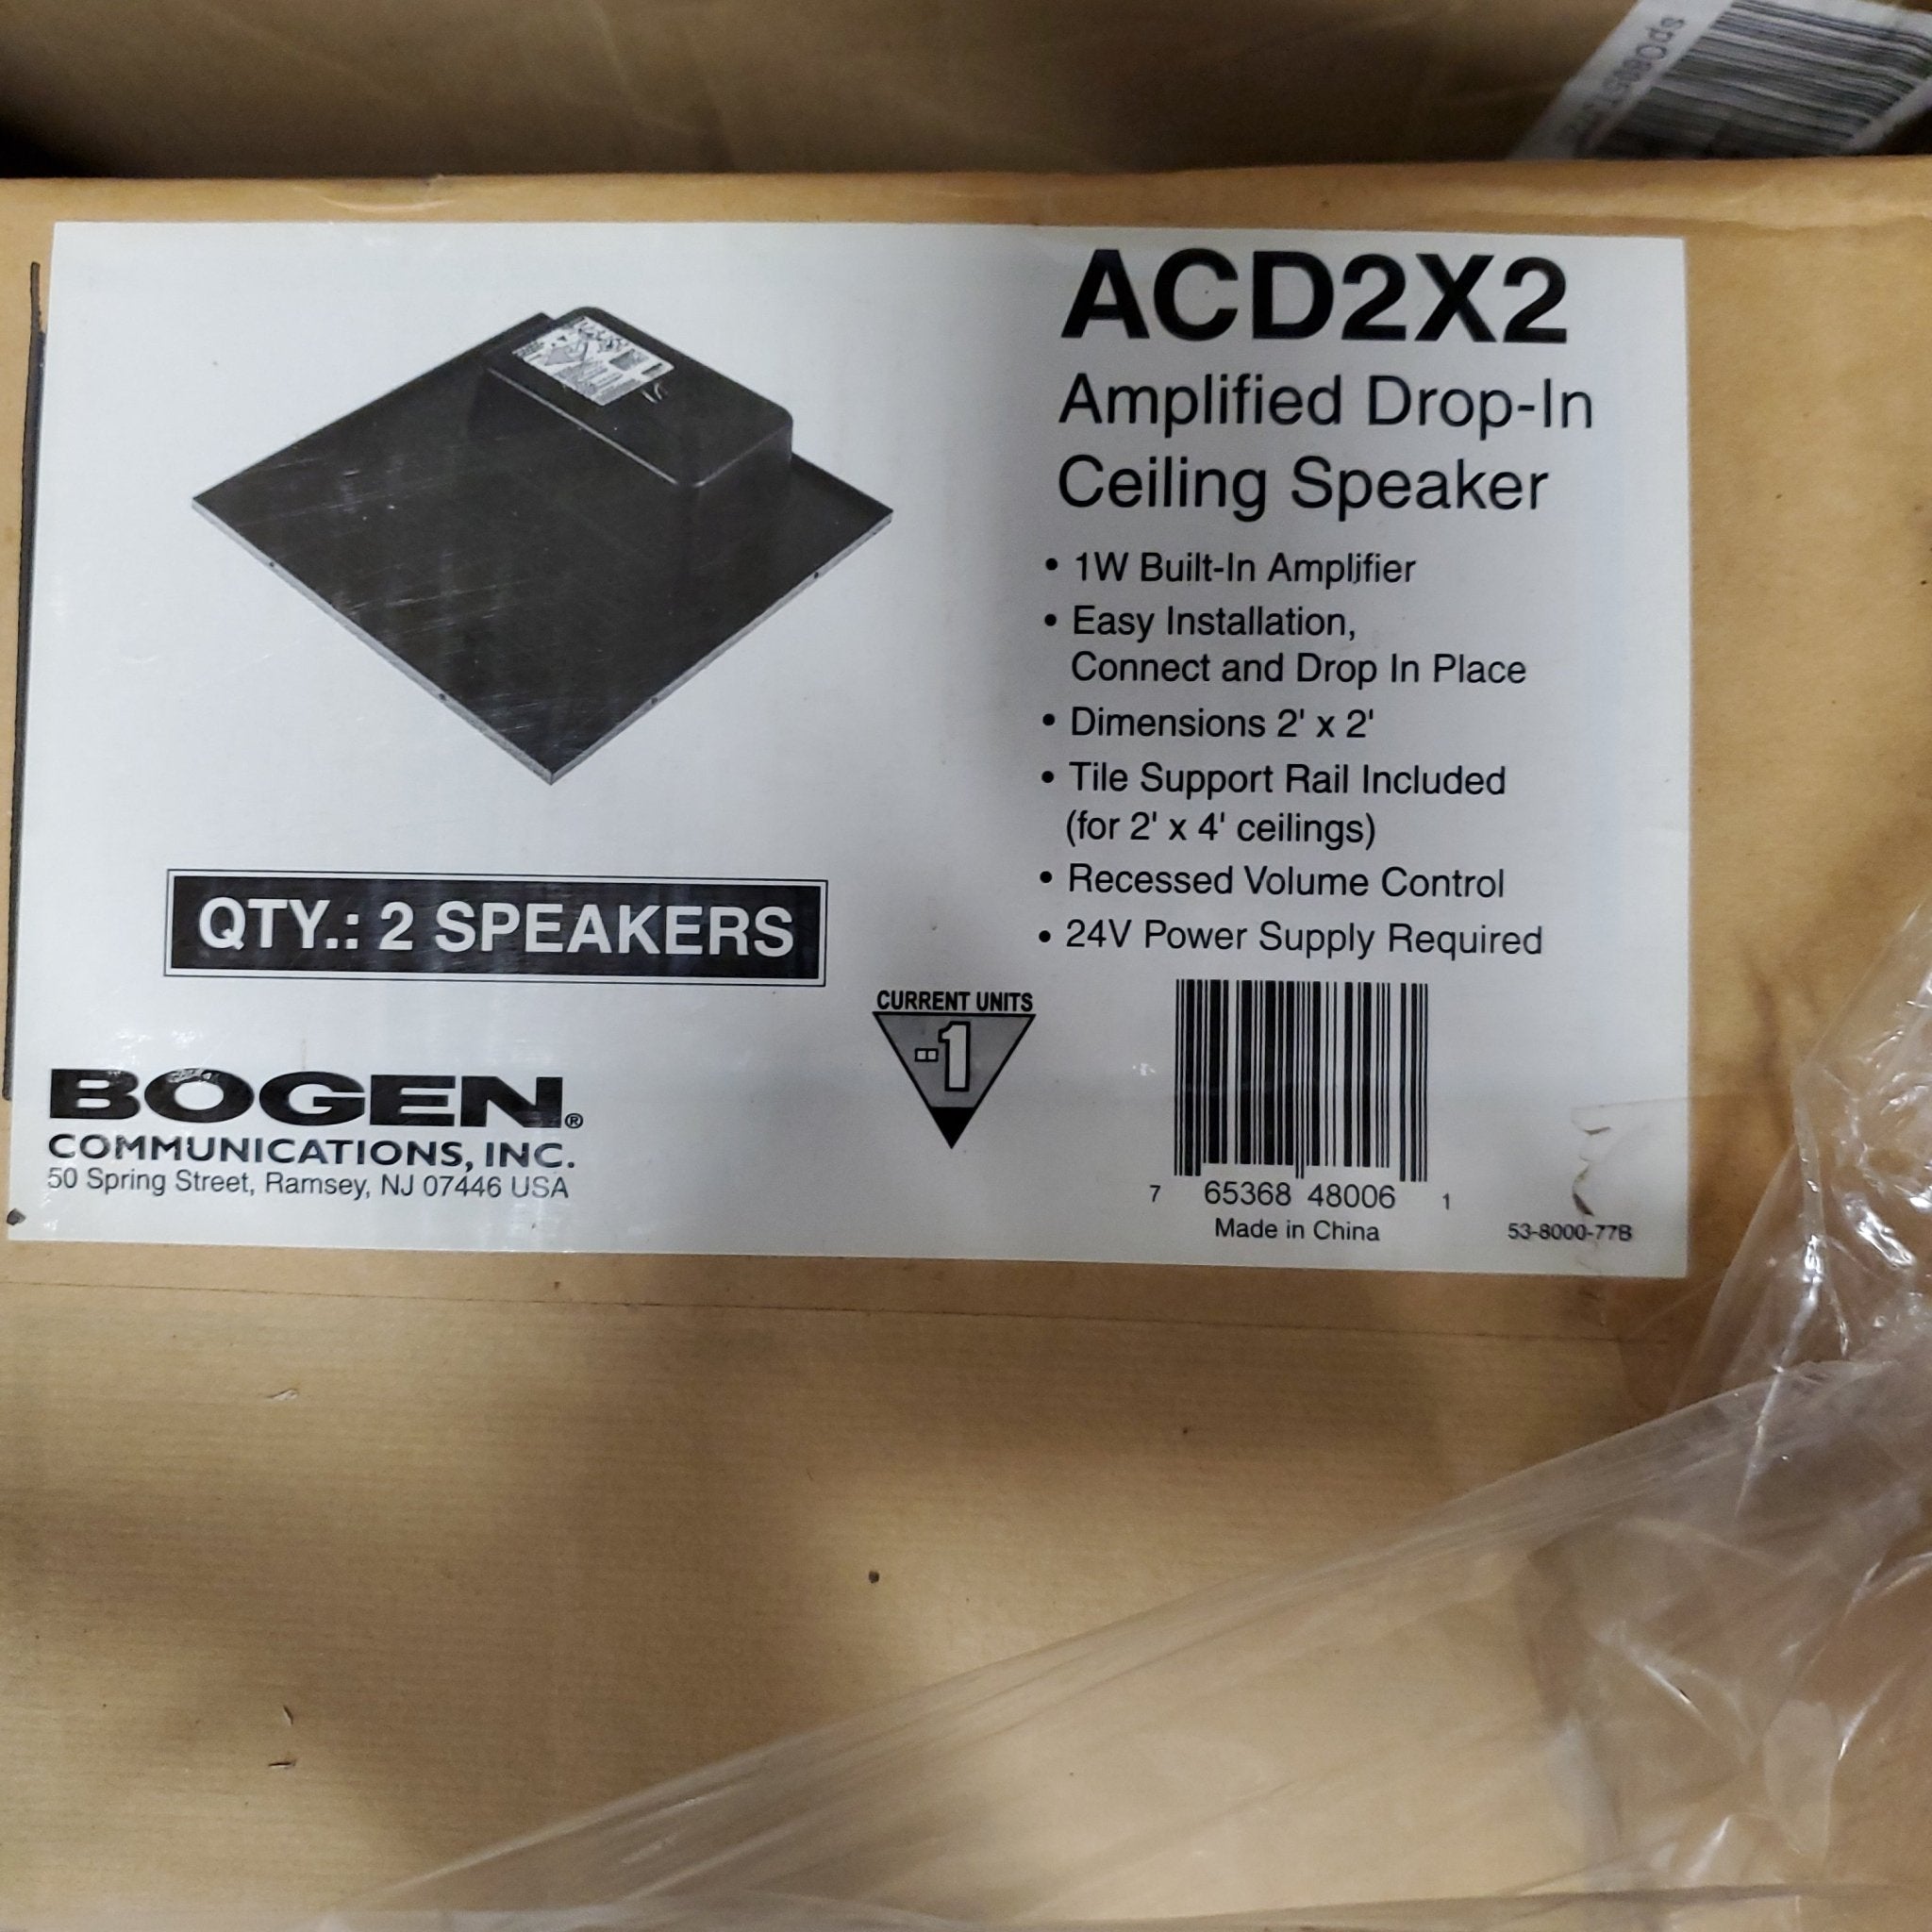 ACD2X2
Amplified Drop-In
Ceiling Speaker
• 1W Built-In Amplifier
• Easy Installation,
Connect and Drop In Place
• Dimensions 2' x 2'
• Tile Support Rail Included
(for 2' x 4' ceilings)
• Recessed Volume Control
• 24V Power Supply Required
QTY.: 2 SPEAKERS
CURRENT UNITS
-1
BOGEN®
COMMUNICATIONS, INC.
50 Spring Street, Ramsey, NJ 07446 USA
7 65368 48006 1
Made in China
53-8000-77B